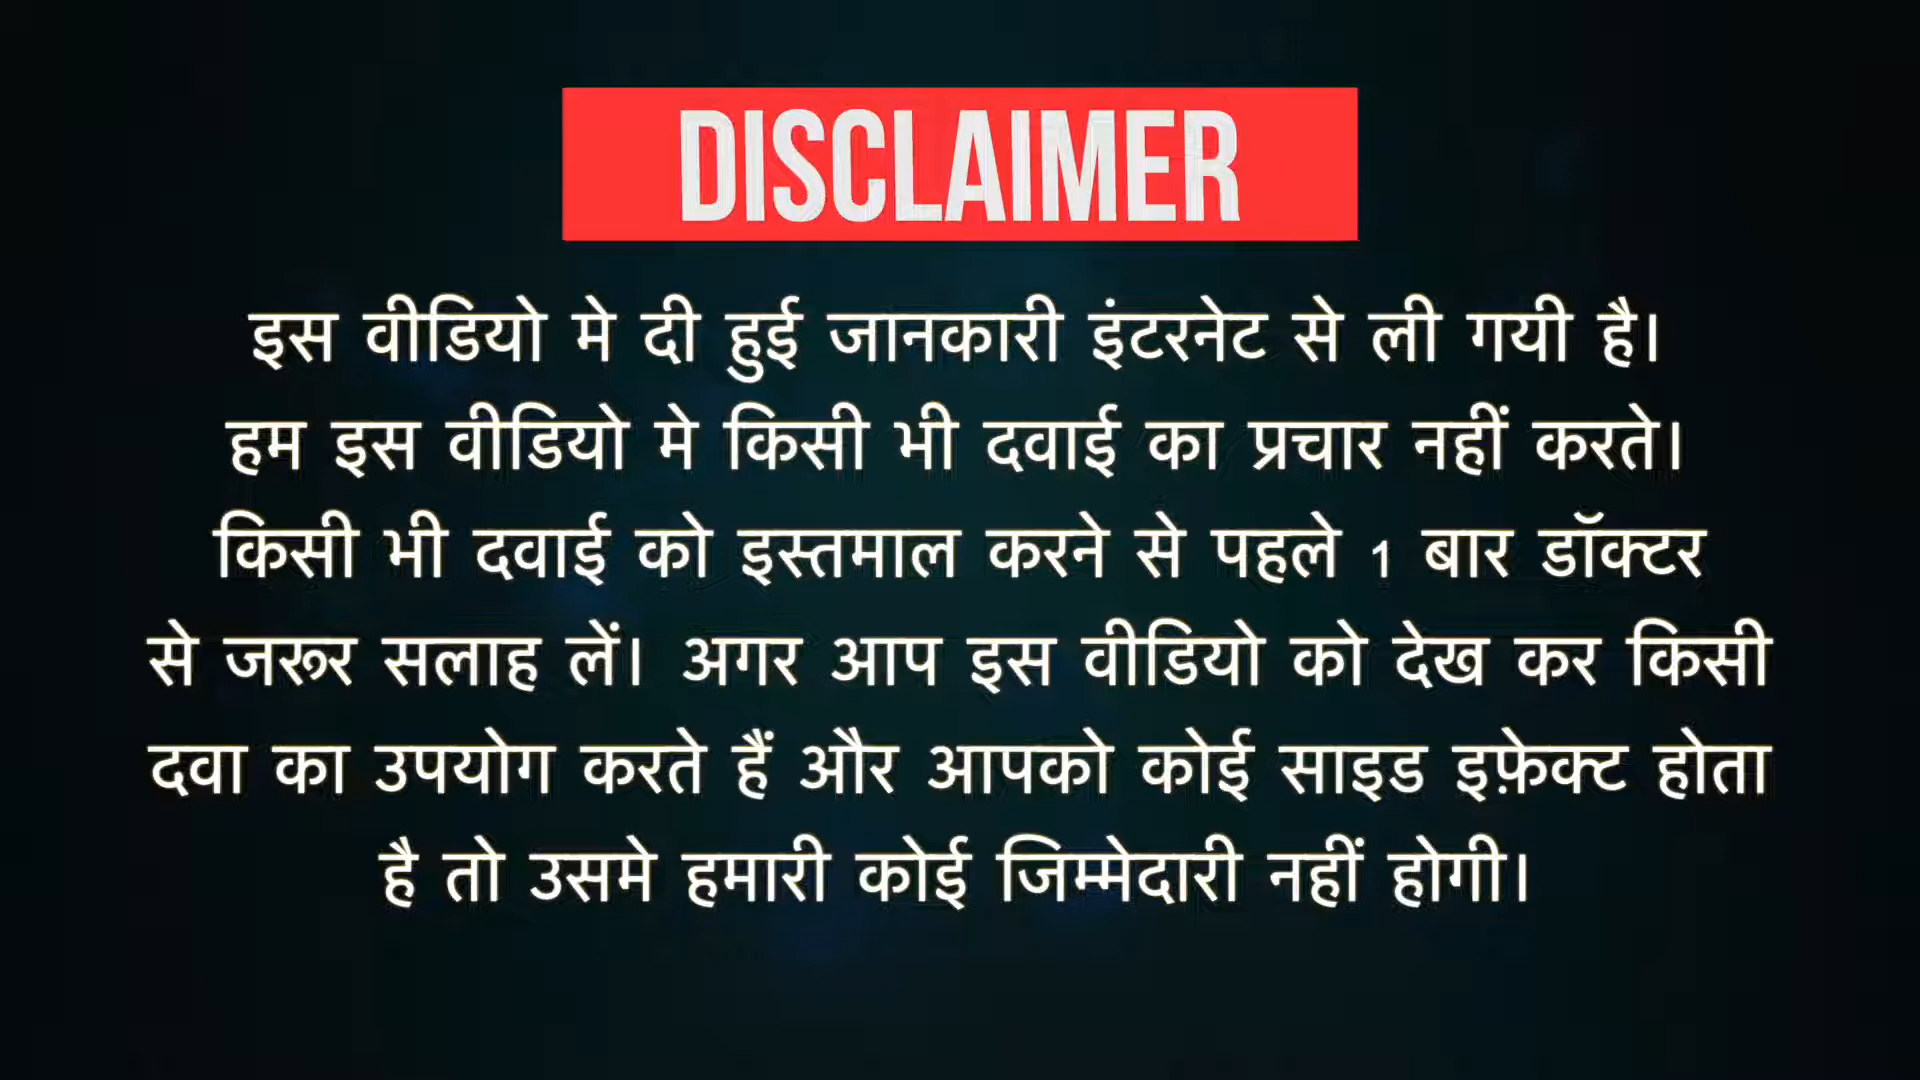 DISCLAIMER
इस वीडियो मे दी हुई जानकारी इंटरनेट से ली गयी है।
हम इस वीडियो मे किसी भी दवाई का प्रचार नहीं करते।
किसी भी दवाई को इस्तमाल करने से पहले 1 बार डॉक्टर
से जरूर सलाह लें। अगर आप इस वीडियो को देख कर किसी
दवा का उपयोग करते हैं और आपको कोई साइड इफ़ेक्ट होता
है तो उसमे हमारी कोई जिम्मेदारी नहीं होगी।